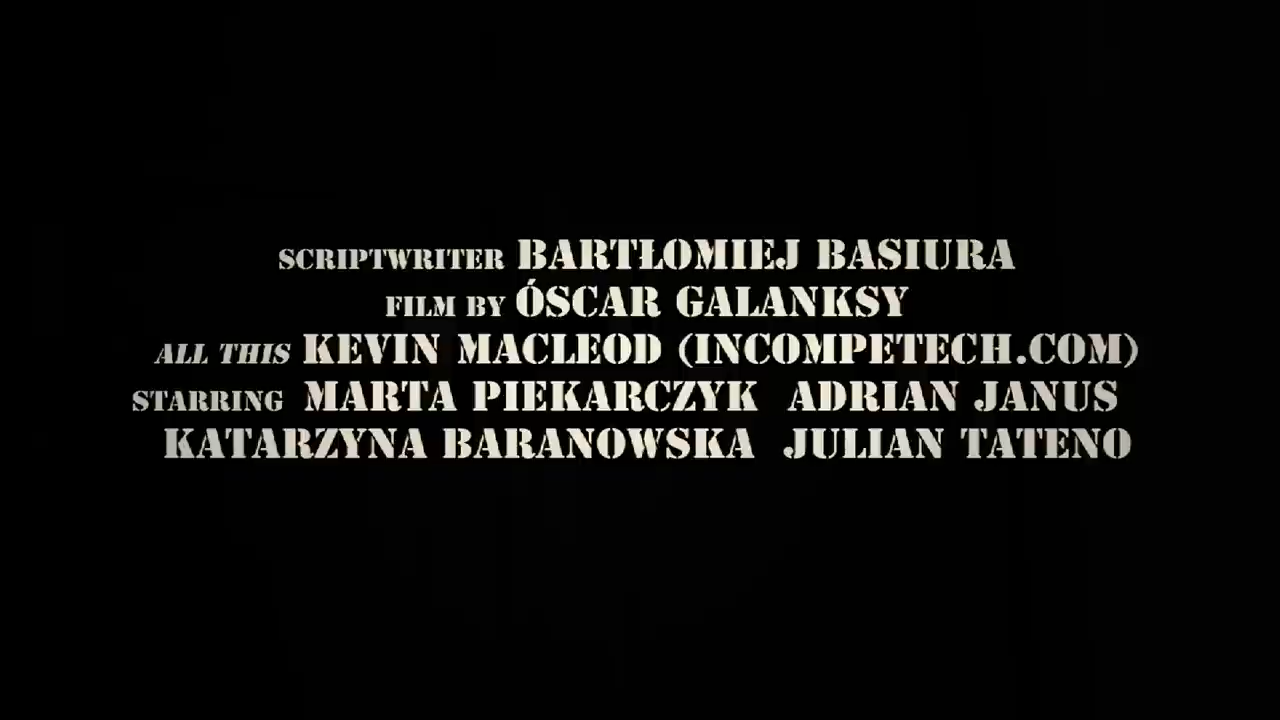 SCRIPTWRITER BARTŁOMIEJ BASIURA
FILM BY ÓSCAR GALANKSY
ALL THIS KEVIN MACLEOD (INCOMPETECH.COM)
STARRING MARTA PIEKARCZYK ADRIAN JANUS
KATARZYNA BARANOWSKA JULIAN TATENO